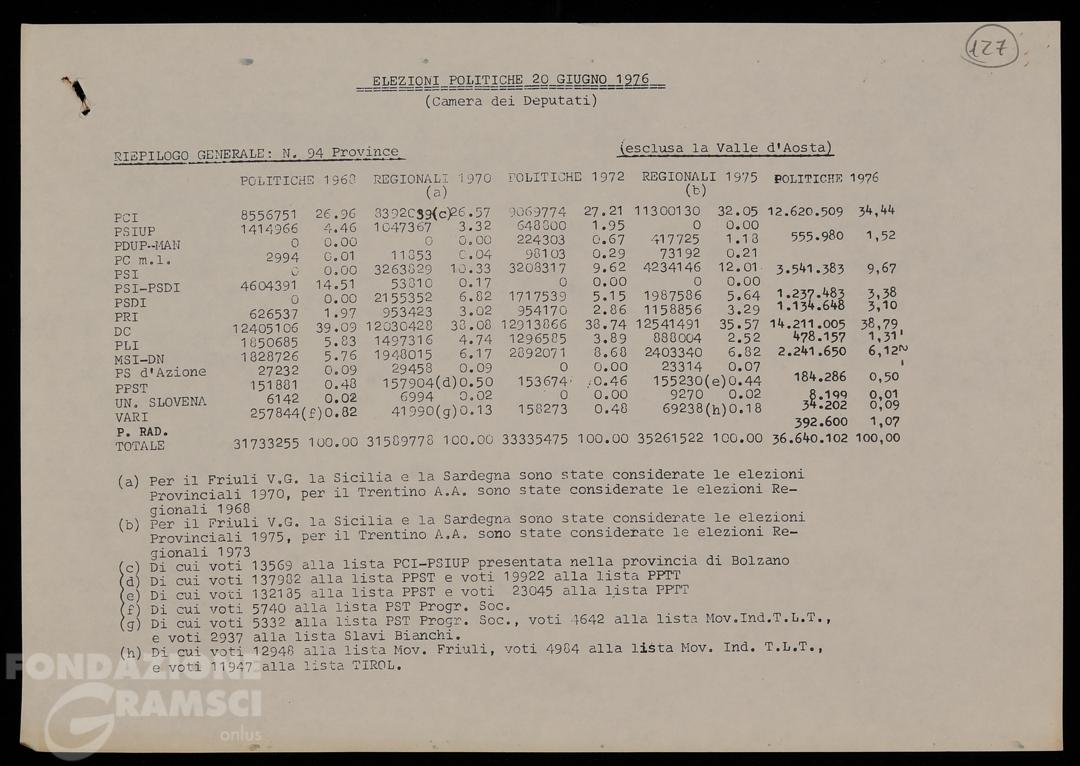 127
ELEZIONI POLITICHE 20 GIUGNO 1976
(Camera dei Deputati)
RIEPILOGO GENERALE: N. 94 Province (esclusa la Valle d'Aosta)
POLITICHE 1968 REGIONALI 1970 POLITICHE 1972 REGIONALI 1975 POLITICHE 1976
(a) (b)
PCI 8556751 26.96 8392039(c)26.57 9069774 27.21 11300130 32.05 12.620.509 34,44
PSIUP 1414966 4.46 1047367 3.32 648800 1.95 0 0.00
PDUP-MAN 0 0.00 0 0.00 224303 0.67 417725 1.18 555.980 1,52
PC m.l. 2994 0.01 11853 0.04 98103 0.29 73192 0.21
PSI 0 0.00 3263829 10.33 3208317 9.62 4234146 12.01 3.541.383 9,67
PSI-PSDI 4604391 14.51 53810 0.17 0 0.00 0 0.00
PSDI 0 0.00 2155352 6.82 1717539 5.15 1987586 5.64 1.237.483 3,38
PRI 626537 1.97 953423 3.02 954170 2.86 1158856 3.29 1.134.648 3,10
DC 12405106 39.09 12030428 38.08 12913866 38.74 12541491 35.57 14.211.005 38,79
PLI 1850685 5.83 1497316 4.74 1296585 3.89 888004 2.52 478.157 1,31
MSI-DN 1828726 5.76 1948015 6.17 2892071 8.68 2403340 6.82 2.241.650 6,12
PS d'Azione 27232 0.09 29458 0.09 0 0.00 23314 0.07
PPST 151881 0.48 157904(d)0.50 153674 0.46 155230(e)0.44 184.286 0,50
UN. SLOVENA 6142 0.02 6994 0.02 0 0.00 9270 0.02 8.199 0,01
VARI 257844(f)0.82 41990(g)0.13 158273 0.48 69238(h)0.18 34.202 0,09
P. RAD. 392.600 1,07
TOTALE 31733255 100.00 31589778 100.00 33335475 100.00 35261522 100.00 36.640.102 100,00
(a) Per il Friuli V.G. la Sicilia e la Sardegna sono state considerate le elezioni
Provinciali 1970, per il Trentino A.A. sono state considerate le elezioni Re-
gionali 1968
(b) Per il Friuli V.G. la Sicilia e la Sardegna sono state considerate le elezioni
Provinciali 1975, per il Trentino A.A. sono state considerate le elezioni Re-
gionali 1973
(c) Di cui voti 13569 alla lista PCI-PSIUP presentata nella provincia di Bolzano
(d) Di cui voti 137982 alla lista PPST e voti 19922 alla lista PPTT
(e) Di cui voti 132185 alla lista PPST e voti 23045 alla lista PPTT
(f) Di cui voti 5740 alla lista PST Progr. Soc.
(g) Di cui voti 5332 alla lista PST Progr. Soc., voti 4642 alla lista Mov.Ind.T.L.T.,
e voti 2937 alla lista Slavi Bianchi.
(h) Di cui voti 12948 alla lista Mov. Friuli, voti 4984 alla lista Mov. Ind. T.L.T.,
e voti 11947 alla lista TIROL.
FONDAZIONE
GRAMSCI
onlus